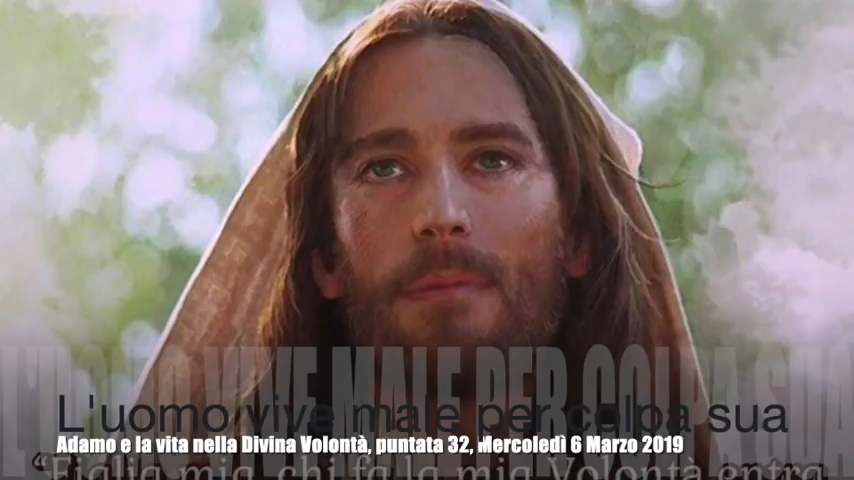 L'UOMO VIVE MALE PER COLPA SUA
L'uomo vive male per colpa sua
Adamo e la vita nella Divina Volontà, puntata 32, Mercoledì 6 Marzo 2019
“Figlia mia, chi fa la mia Volontà entra